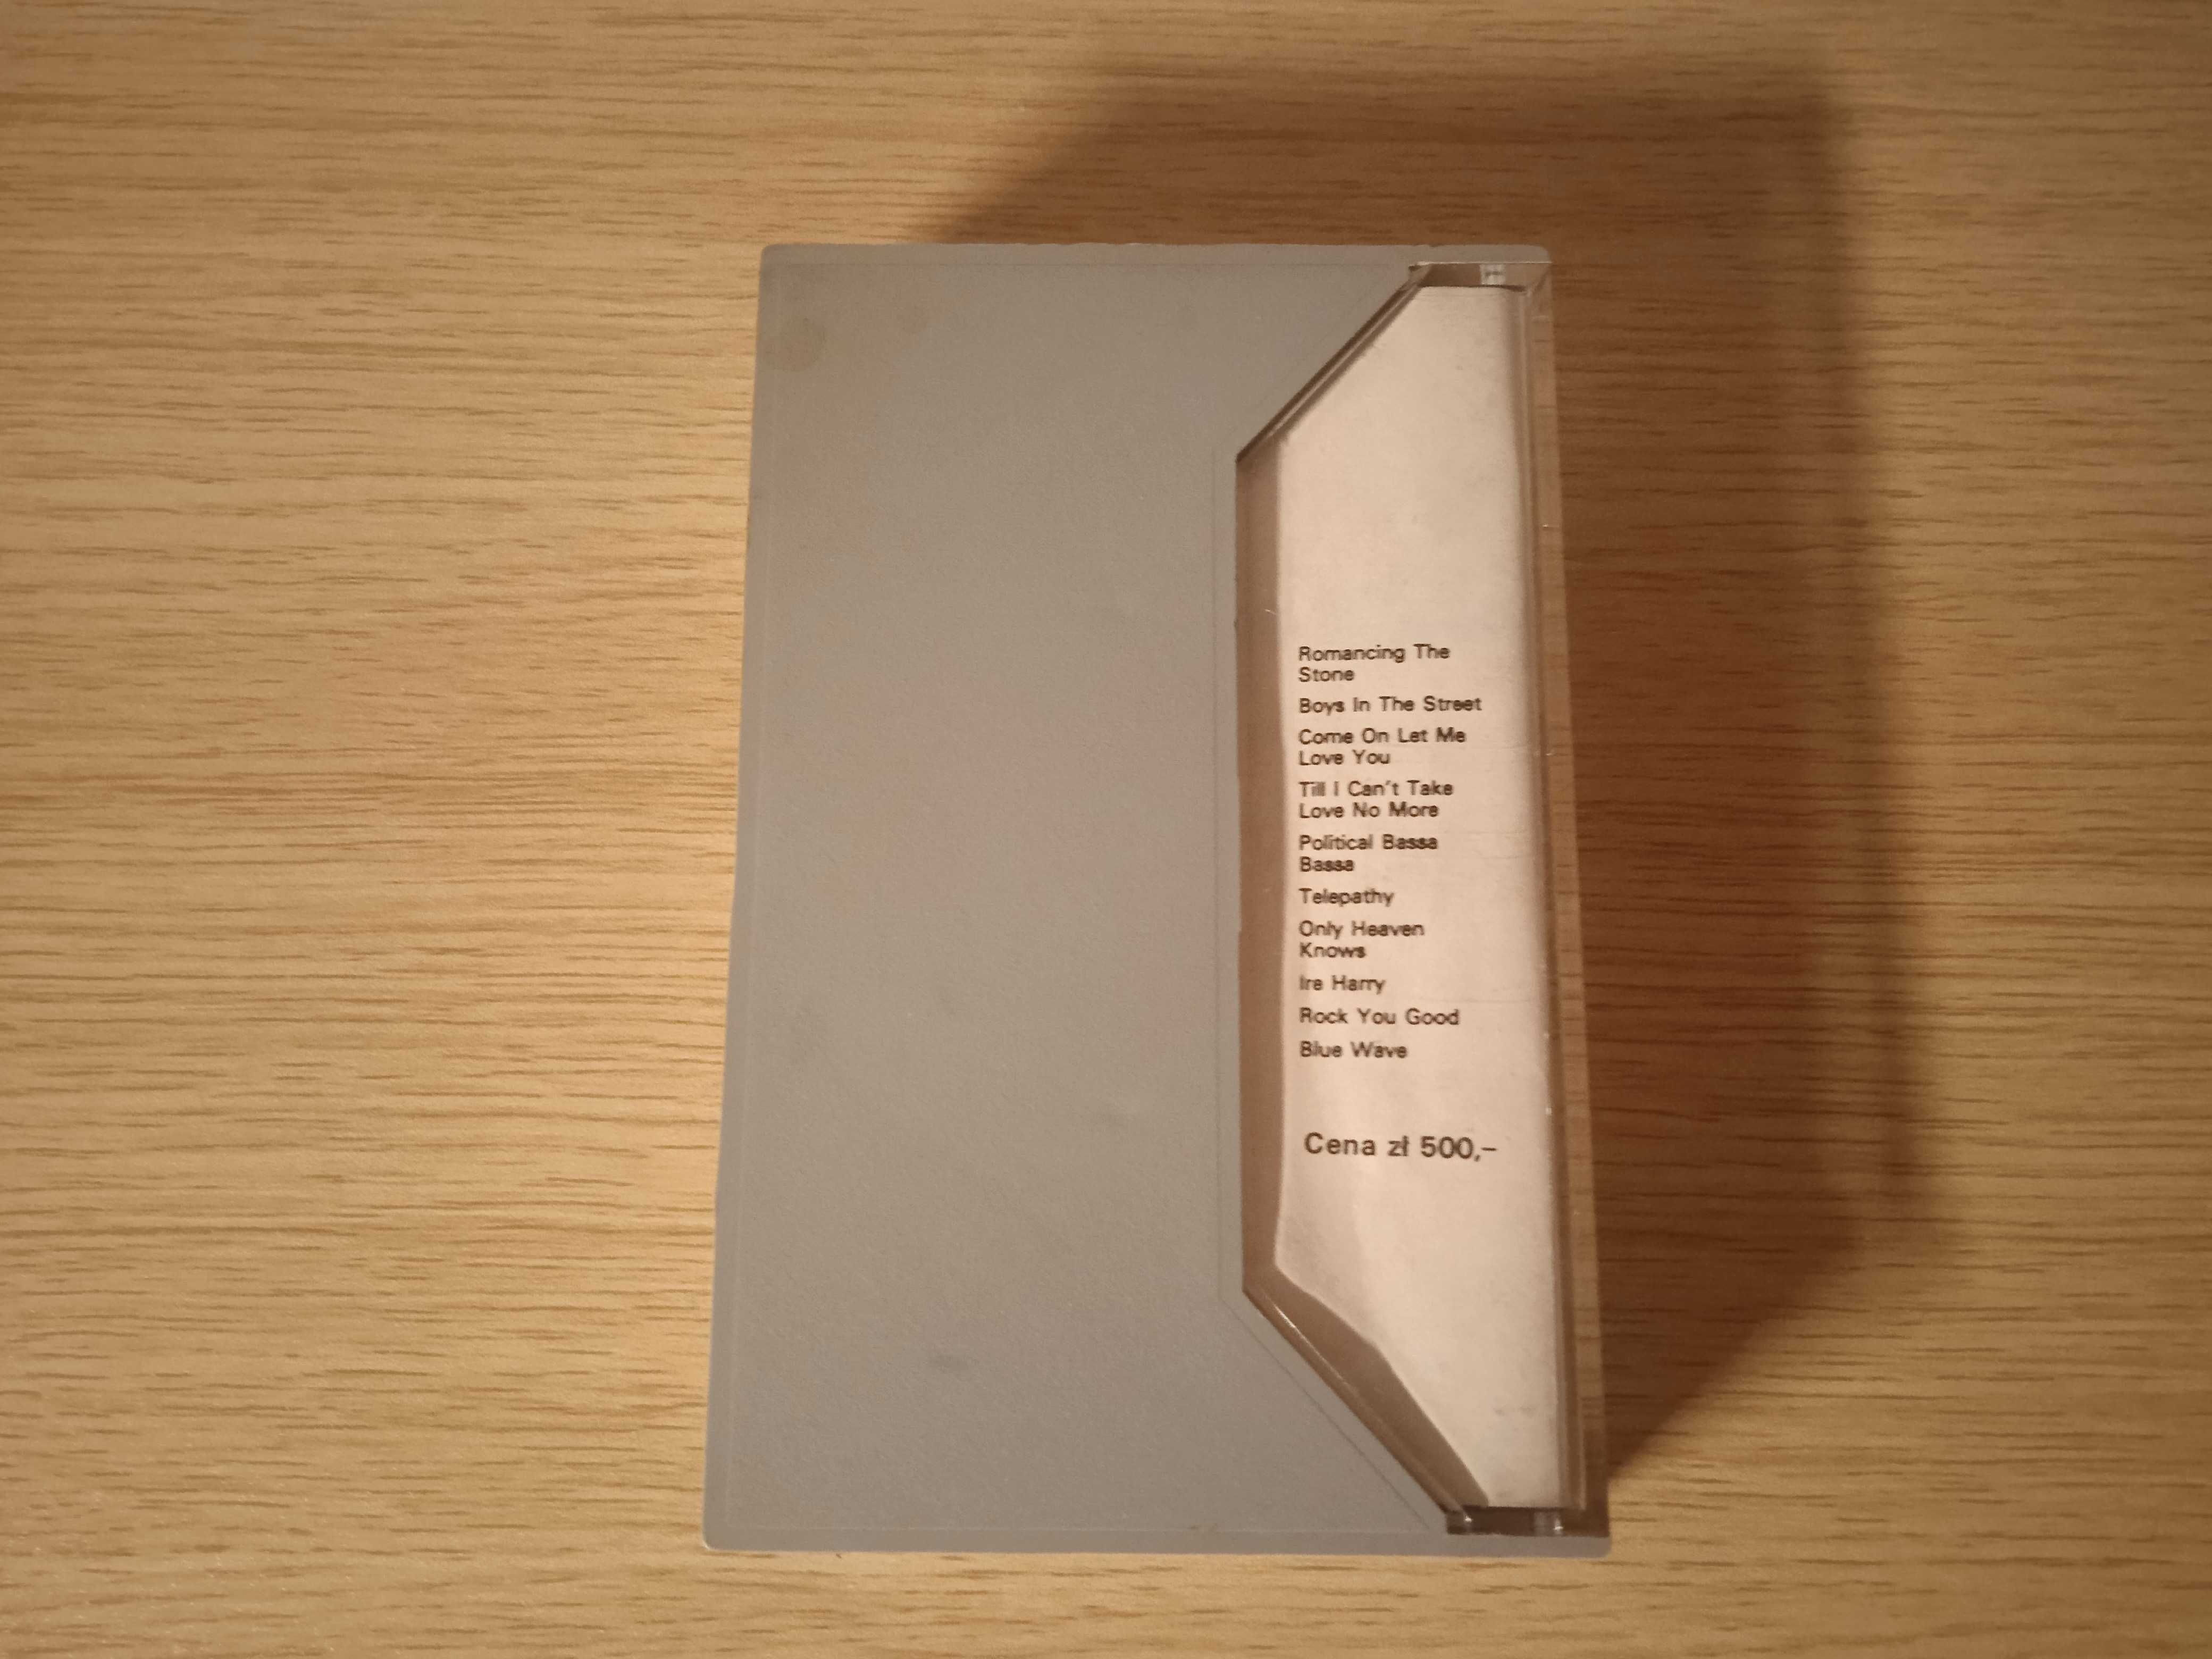 Romancing The
Stone
Boys In The Street
Come On Let Me
Love You
Till I Can't Take
Love No More
Political Bassa
Bassa
Telepathy
Only Heaven
Knows
Ire Harry
Rock You Good
Blue Wave
Cena zł 500,-